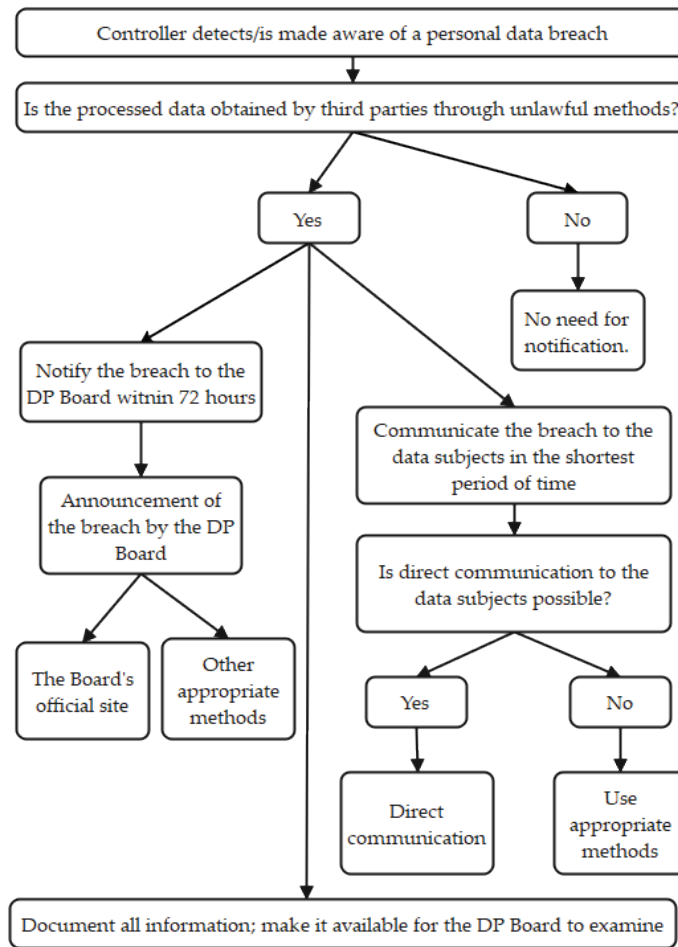 Controller detects/is made aware of a personal data breach
Is the processed data obtained by third parties through unlawful methods?
Yes
No
No need for
notification.
Notify the breach to the
DP Board witnin 72 hours
Communicate the breach to the
data subjects in the shortest
period of time
Announcement of
the breach by the DP
Board
Is direct communication to the
data subjects possible?
The Board's
official site
Other
appropriate
methods
Yes
No
Direct
communication
Use
appropriate
methods
Document all information; make it available for the DP Board to examine